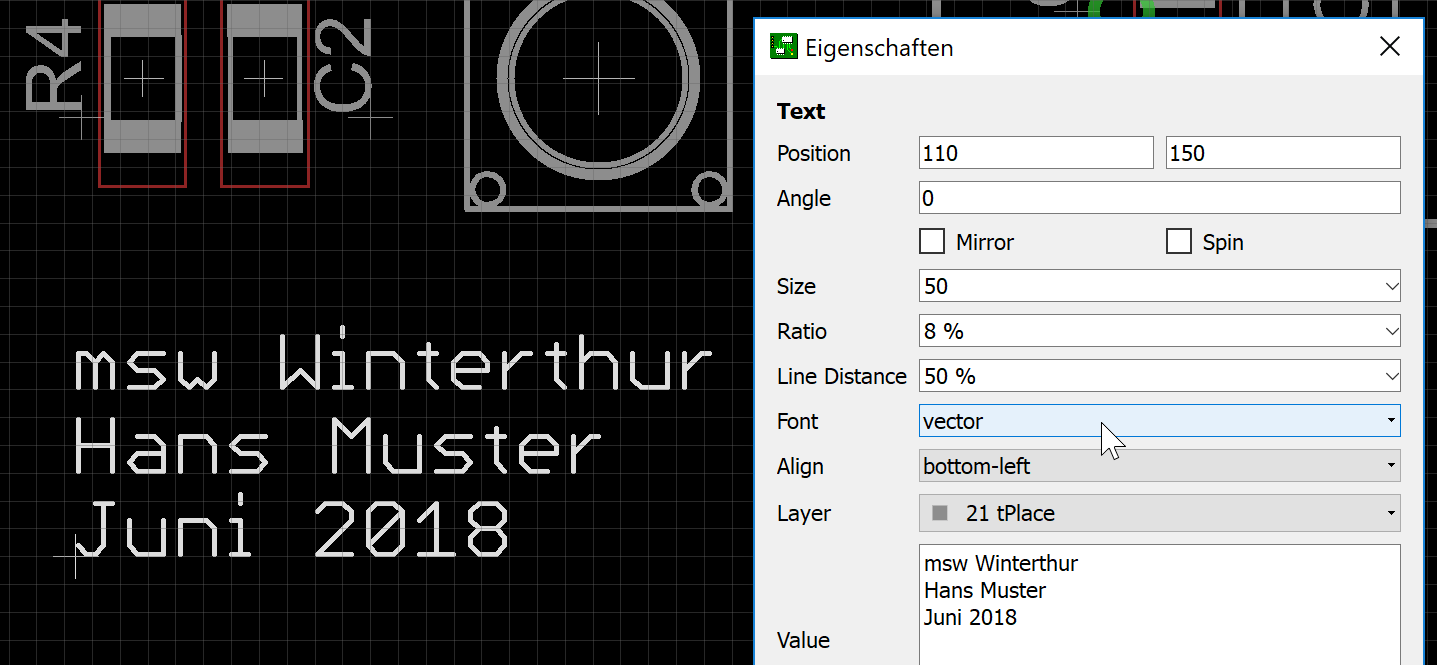 R4
C2
msw Winterthur
Hans Muster
Juni 2018
Eigenschaften
Text
Position 110 150
Angle 0
Mirror Spin
Size 50
Ratio 8 %
Line Distance 50 %
Font vector
Align bottom-left
Layer 21 tPlace
Value
msw Winterthur
Hans Muster
Juni 2018